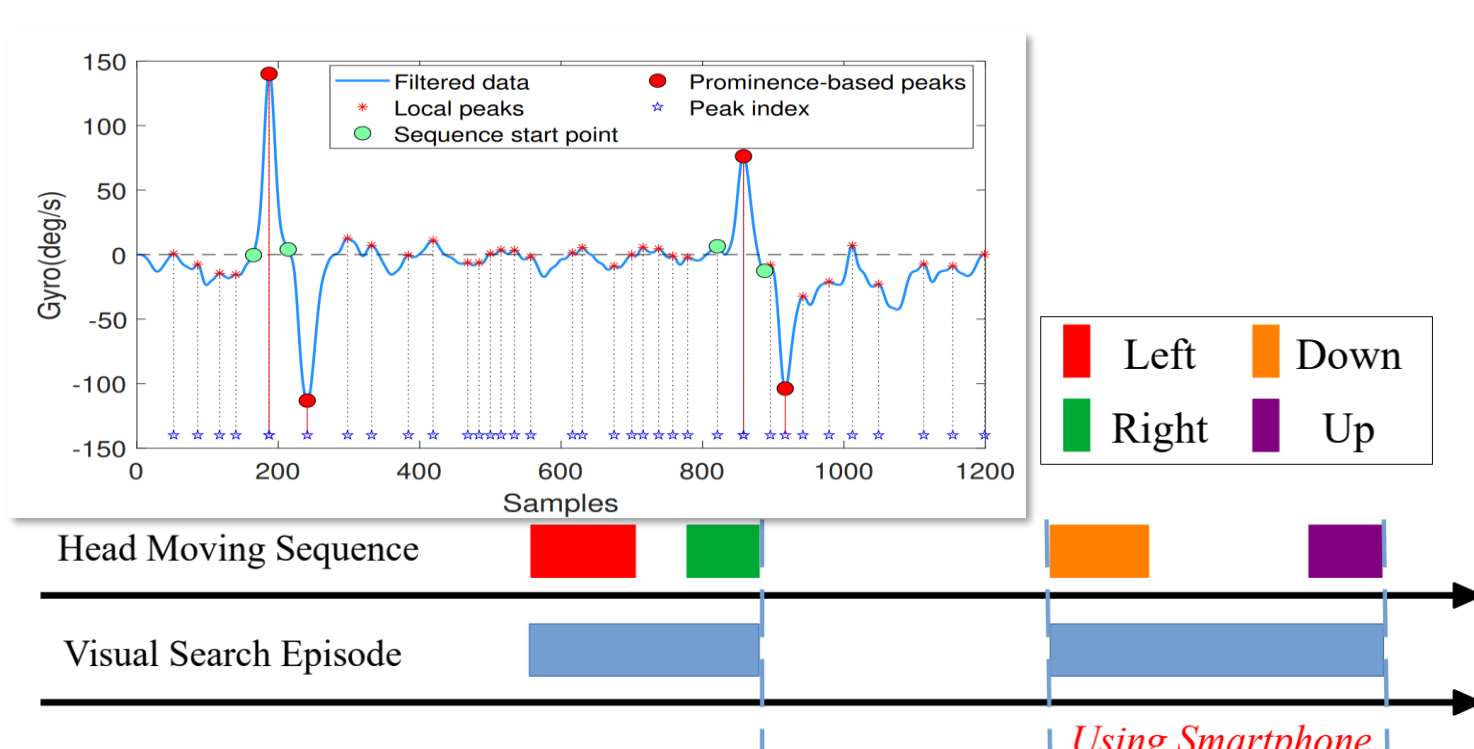 150
100
50
0
-50
-100
-150
Gyro(deg/s)
Filtered data
Prominence-based peaks
Local peaks
Peak index
Sequence start point
0 200 400 600 800 1000 1200
Samples
Left
Down
Right
Up
Head Moving Sequence
Visual Search Episode
Using Smartphone